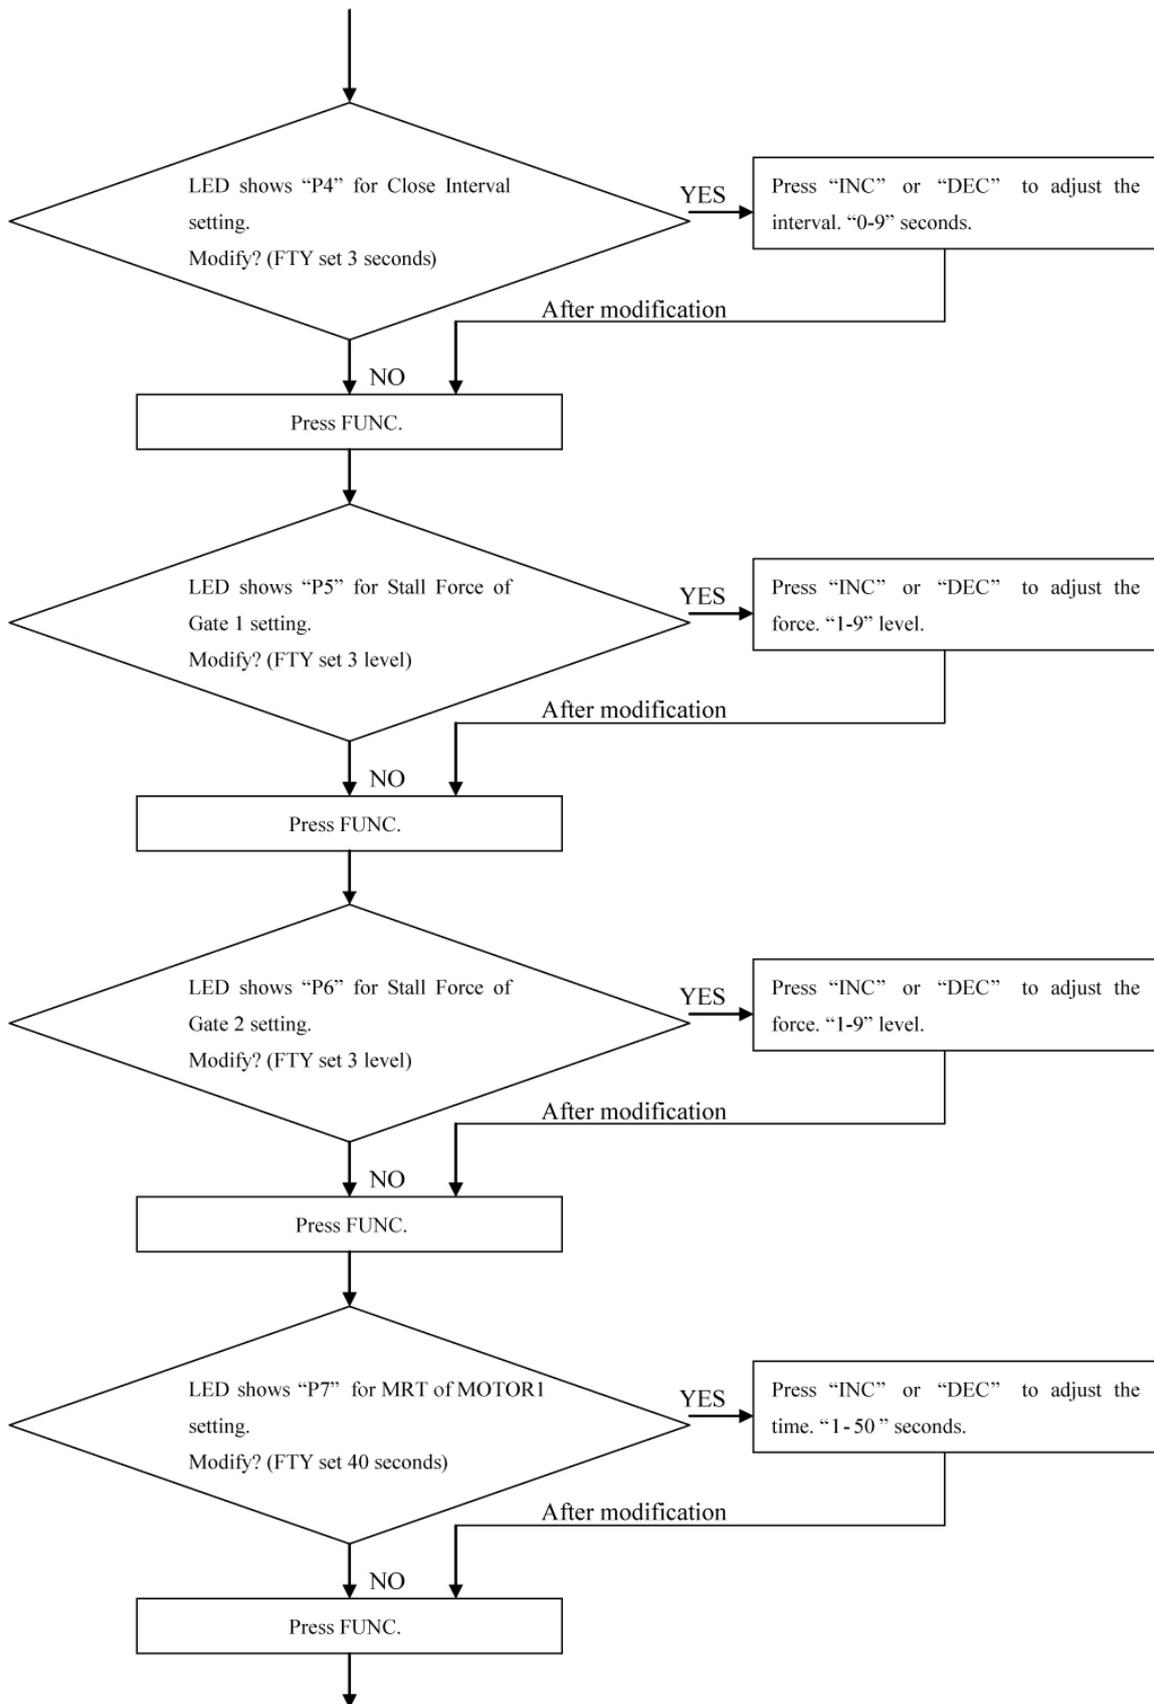 LED shows “P4” for Close Interval
setting.
Modify? (FTY set 3 seconds)
YES
Press “INC” or “DEC” to adjust the
interval. “0-9” seconds.
After modification
NO
Press FUNC.
LED shows “P5” for Stall Force of
Gate 1 setting.
Modify? (FTY set 3 level)
YES
Press “INC” or “DEC” to adjust the
force. “1-9” level.
After modification
NO
Press FUNC.
LED shows “P6” for Stall Force of
Gate 2 setting.
Modify? (FTY set 3 level)
YES
Press “INC” or “DEC” to adjust the
force. “1-9” level.
After modification
NO
Press FUNC.
LED shows “P7” for MRT of MOTOR1
setting.
Modify? (FTY set 40 seconds)
YES
Press “INC” or “DEC” to adjust the
time. “1-50” seconds.
After modification
NO
Press FUNC.